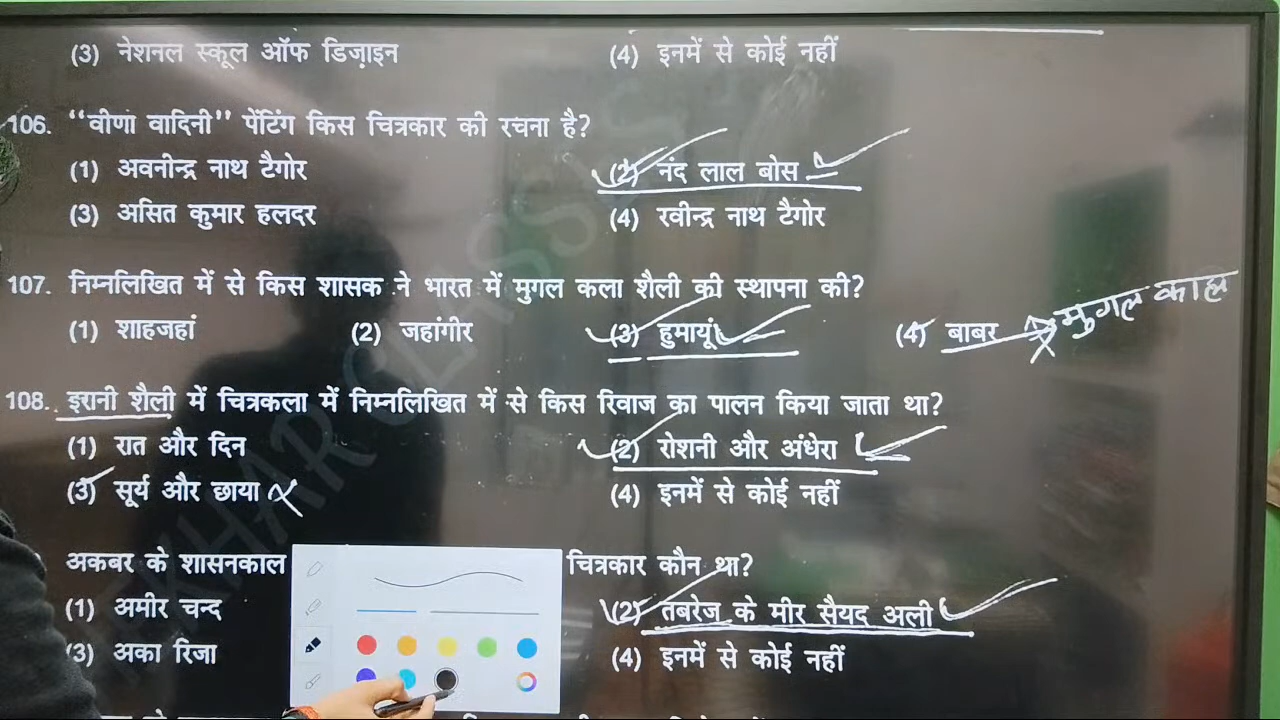 (3) नेशनल स्कूल ऑफ डिज़ाइन (4) इनमें से कोई नहीं
106. “वीणा वादिनी” पेंटिंग किस चित्रकार की रचना है?
(1) अवनीन्द्र नाथ टैगोर (2) नंद लाल बोस
(3) असित कुमार हलदर (4) रवीन्द्र नाथ टैगोर
107. निम्नलिखित में से किस शासक ने भारत में मुगल कला शैली की स्थापना की?
(1) शाहजहां (2) जहांगीर (3) हुमायूं (4) बाबर मुगल काल
108. इरानी शैली में चित्रकला में निम्नलिखित में से किस रिवाज का पालन किया जाता था?
(1) रात और दिन (2) रोशनी और अंधेरा
(3) सूर्य और छाया (4) इनमें से कोई नहीं
अकबर के शासनकाल चित्रकार कौन था?
(1) अमीर चन्द (2) तबरेज के मीर सैयद अली
(3) अका रिजा (4) इनमें से कोई नहीं